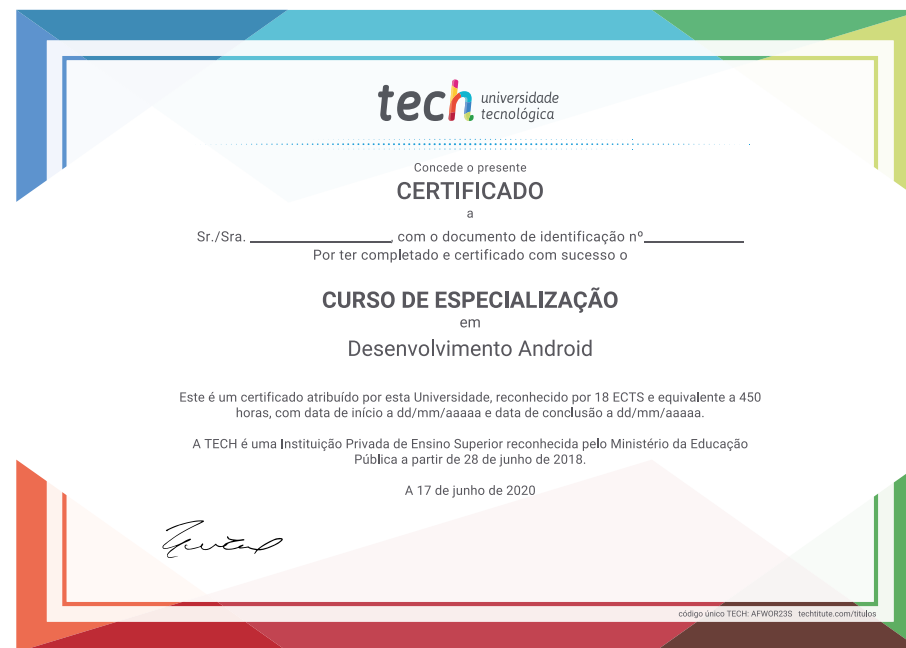 tech universidade
tecnológica
Concede o presente
CERTIFICADO
a
Sr./Sra. ____________________, com o documento de identificação nº______________
Por ter completado e certificado com sucesso o
CURSO DE ESPECIALIZAÇÃO
em
Desenvolvimento Android
Este é um certificado atribuído por esta Universidade, reconhecido por 18 ECTS e equivalente a 450
horas, com data de início a dd/mm/aaaaa e data de conclusão a dd/mm/aaaaa.
A TECH é uma Instituição Privada de Ensino Superior reconhecida pelo Ministério da Educação
Pública a partir de 28 de junho de 2018.
A 17 de junho de 2020
código único TECH: AFWOR23S techtitute.com/titulos